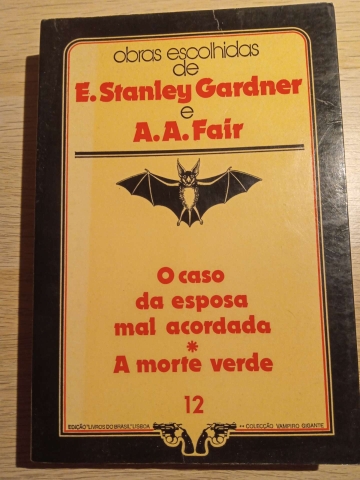 obras escolhidas
de
E. Stanley Gardner
e
A.A. Fair
O caso
da esposa
mal acordada
*
A morte verde
12
EDIÇÃO "LIVROS DO BRASIL" LISBOA
** COLECÇÃO VAMPIRO GIGANTE